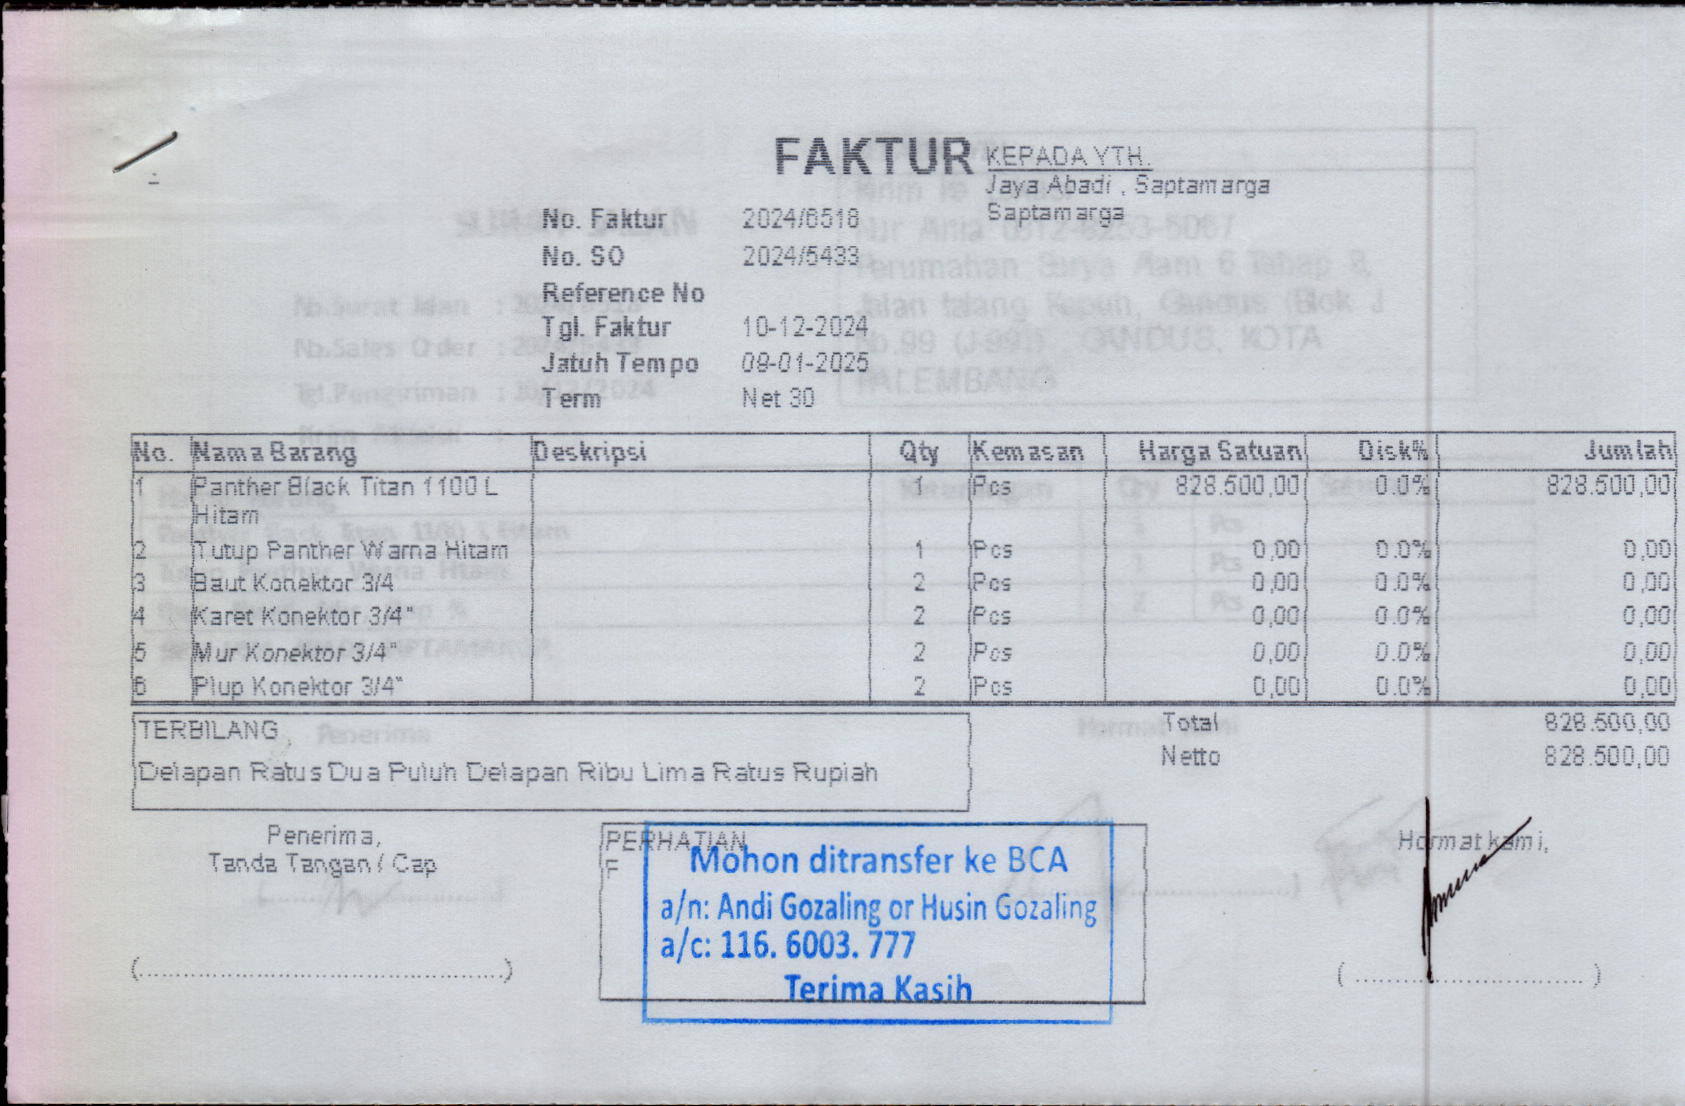 FAKTUR
KEPADA YTH.
Jaya Abadi , Saptamarga
Saptamarga
No. Faktur 2024/6518
No. SO 2024/5433
Reference No
Tgl. Faktur 10-12-2024
Jatuh Tempo 09-01-2025
Term Net 30
No. Nama Barang Deskripsi Qty Kemasan Harga Satuan Disk% Jumlah
1 Panther Black Titan 1100 L 1 Pcs 828.500,00 0.0% 828.500,00
Hitam
2 Tutup Panther Warna Hitam 1 Pcs 0,00 0.0% 0,00
3 Baut Konektor 3/4 2 Pcs 0,00 0.0% 0,00
4 Karet Konektor 3/4" 2 Pcs 0,00 0.0% 0,00
5 Mur Konektor 3/4" 2 Pcs 0,00 0.0% 0,00
6 Plup Konektor 3/4" 2 Pcs 0,00 0.0% 0,00
TERBILANG
Delapan Ratus Dua Puluh Delapan Ribu Lima Ratus Rupiah
Total 828.500,00
Netto 828.500,00
Penerima,
Tanda Tangan / Cap
(..............................................)
PERHATIAN
F
Mohon ditransfer ke BCA
a/n: Andi Gozaling or Husin Gozaling
a/c: 116. 6003. 777
Terima Kasih
Hormat kami,
( ............................. )